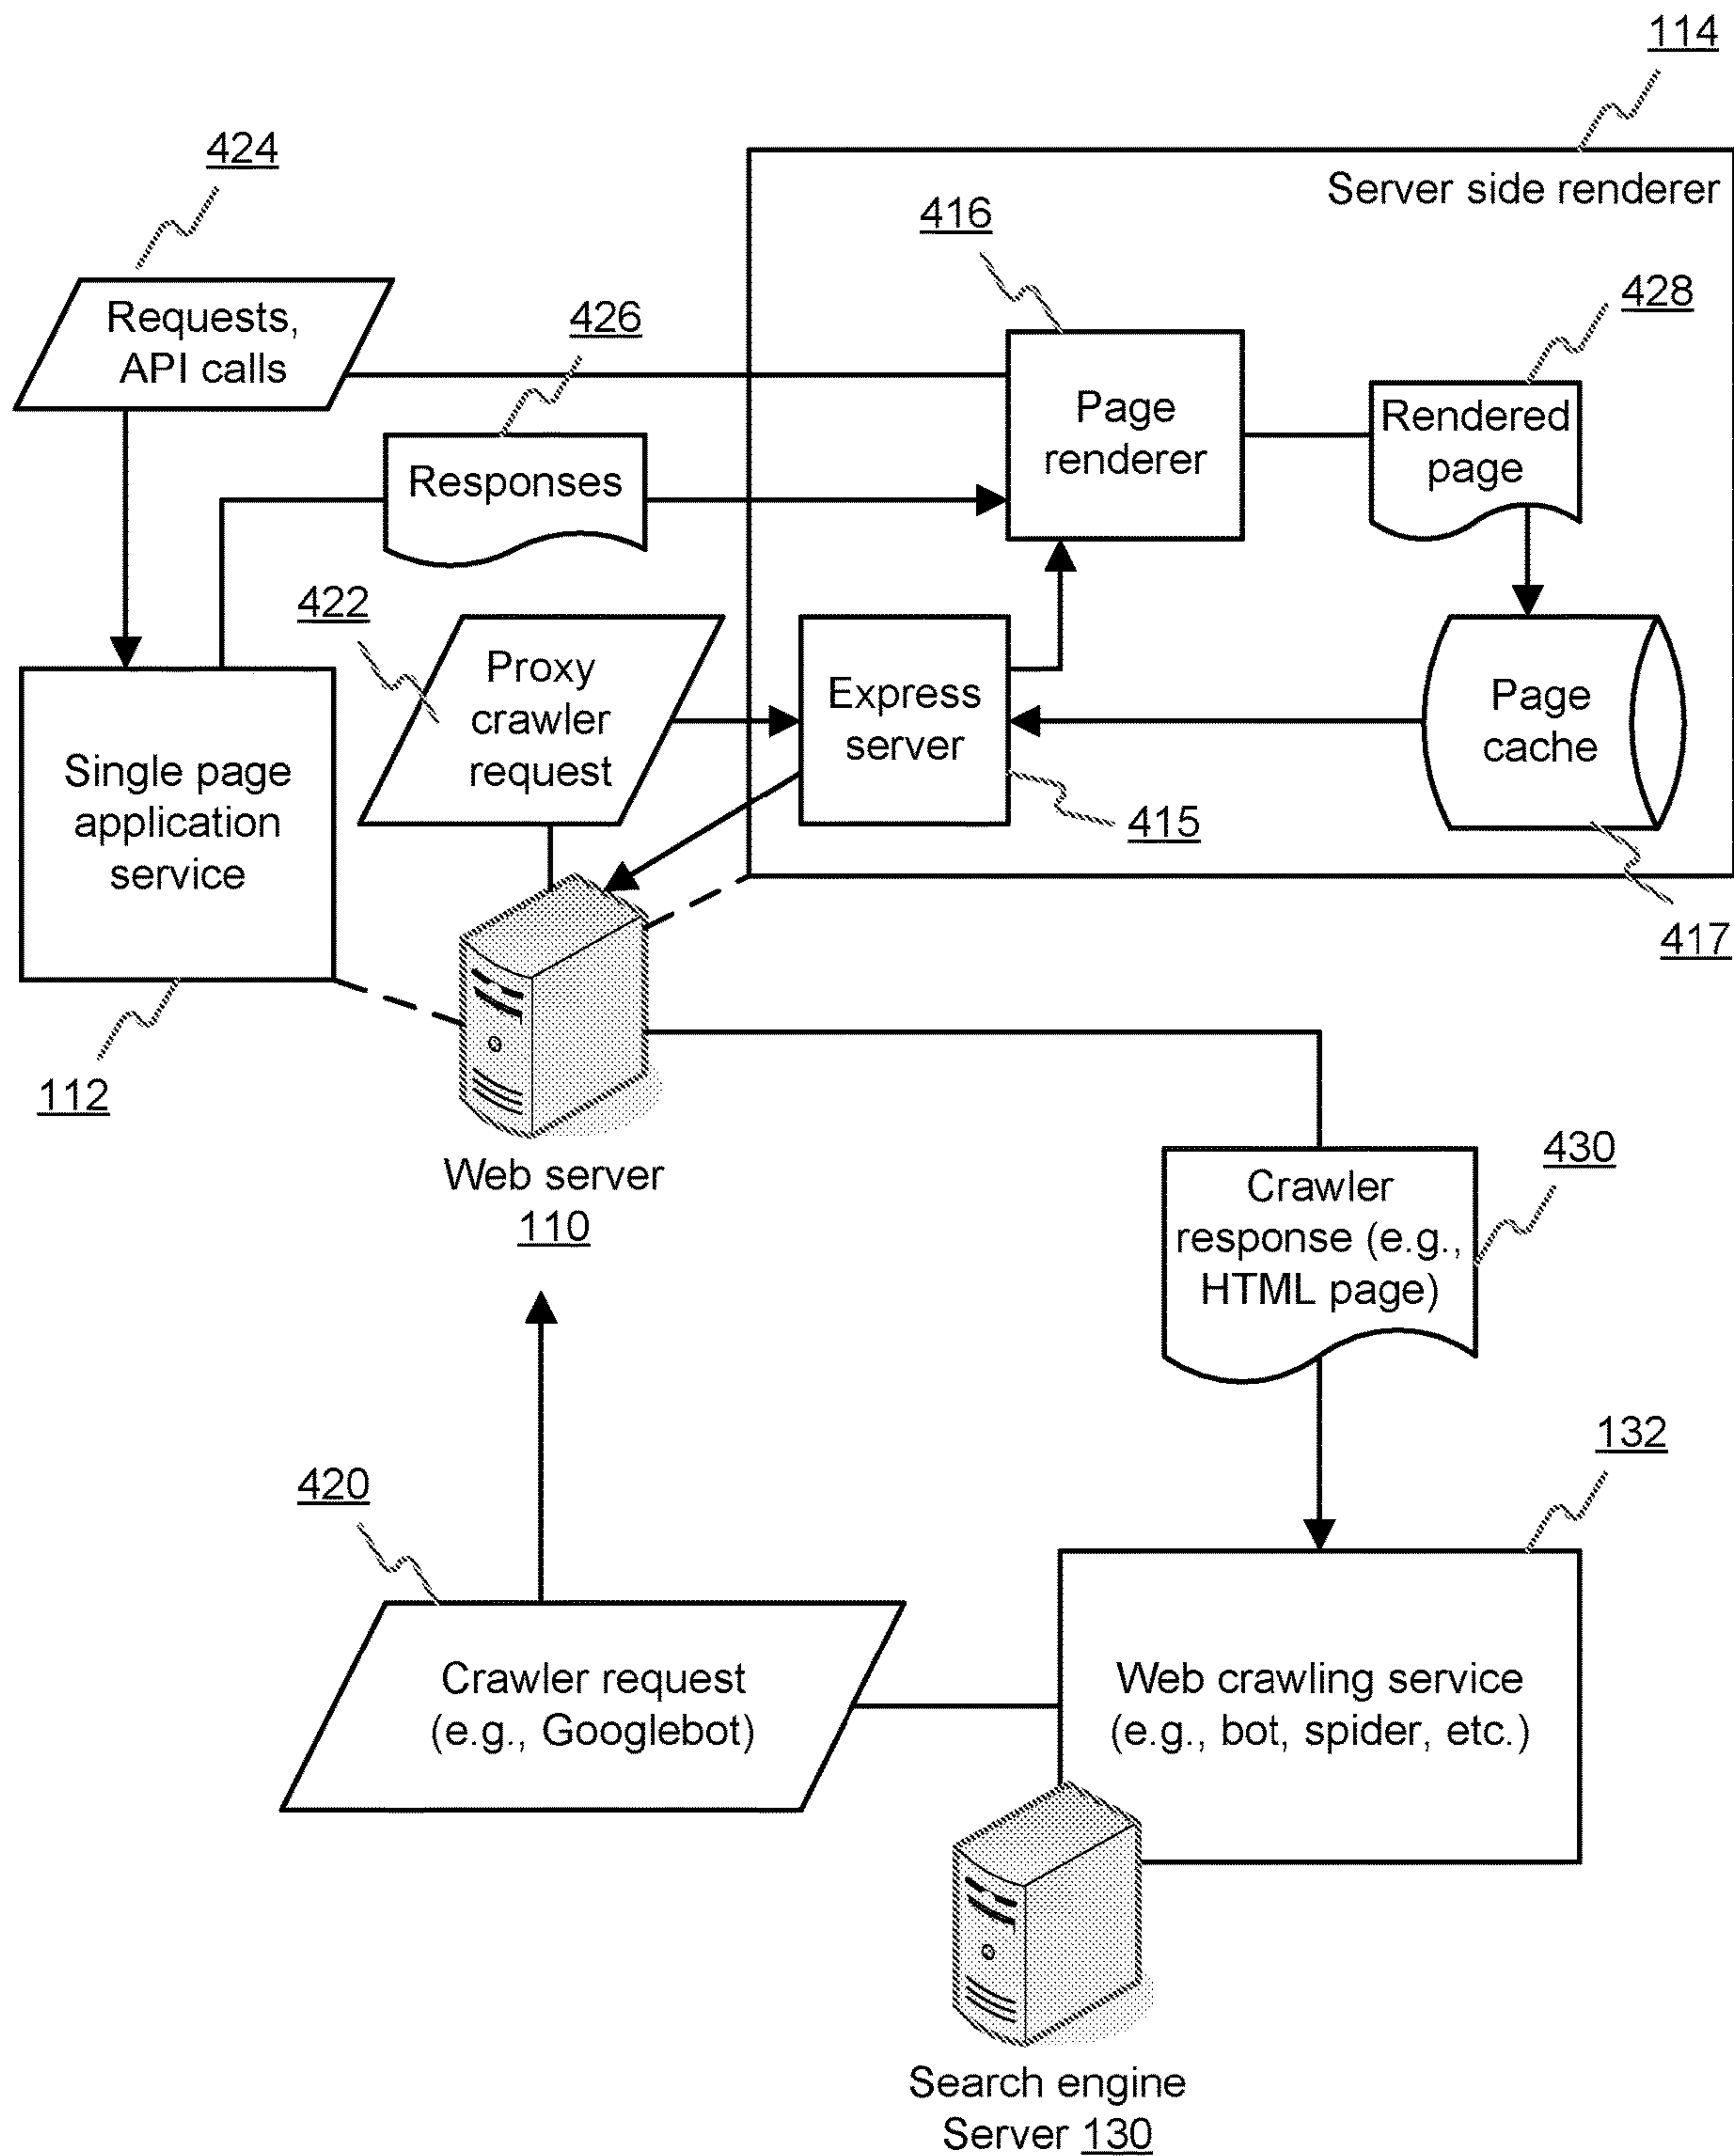 114
Server side renderer
424
416
Requests,
API calls
426
428
Page
renderer
Rendered
page
Responses
422
Proxy
crawler
request
Express
server
Page
cache
Single page
application
service
415
417
112
Web server
110
430
Crawler
response (e.g.,
HTML page)
132
420
Crawler request
(e.g., Googlebot)
Web crawling service
(e.g., bot, spider, etc.)
Search engine
Server 130